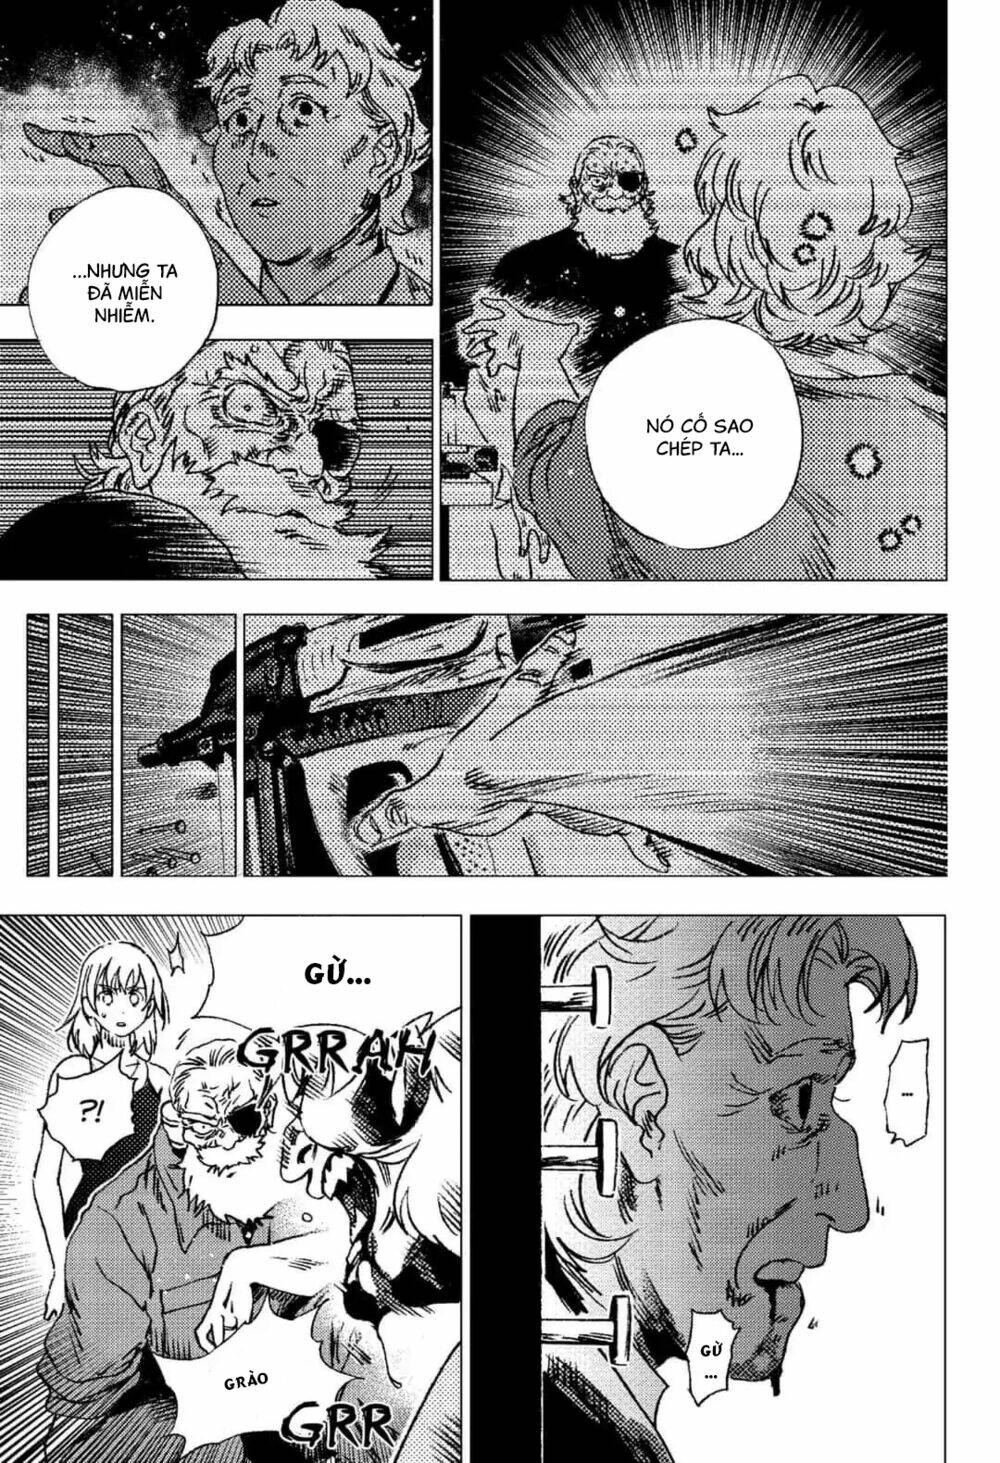 NÓ CỐ SAO
CHÉP TA...
...NHƯNG TA
ĐÃ MIỄN
NHIỄM.
...
GỪ
...
GỪ...
GRRAH
?!
GRÀO
GRR